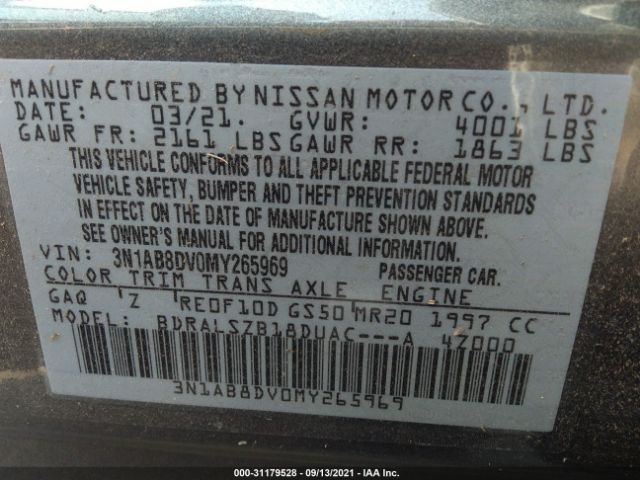 MANUFACTURED BY NISSAN MOTOR CO., LTD.
DATE: 03/21. GVWR: 4001 LBS
GAWR FR: 2161 LBS GAWR RR: 1863 LBS
THIS VEHICLE CONFORMS TO ALL APPLICABLE FEDERAL MOTOR
VEHICLE SAFETY, BUMPER AND THEFT PREVENTION STANDARDS
IN EFFECT ON THE DATE OF MANUFACTURE SHOWN ABOVE.
SEE OWNER'S MANUAL FOR ADDITIONAL INFORMATION.
VIN: 3N1AB8DV0MY265969 PASSENGER CAR.
COLOR TRIM TRANS AXLE ENGINE
GAQ Z RE0F10D GS50 MR20 1997 CC
MODEL: BDRALSZB18DUAC---A 4Z000
3N1AB8DV0MY265969
000-31179528 - 09/13/2021 - IAA Inc.